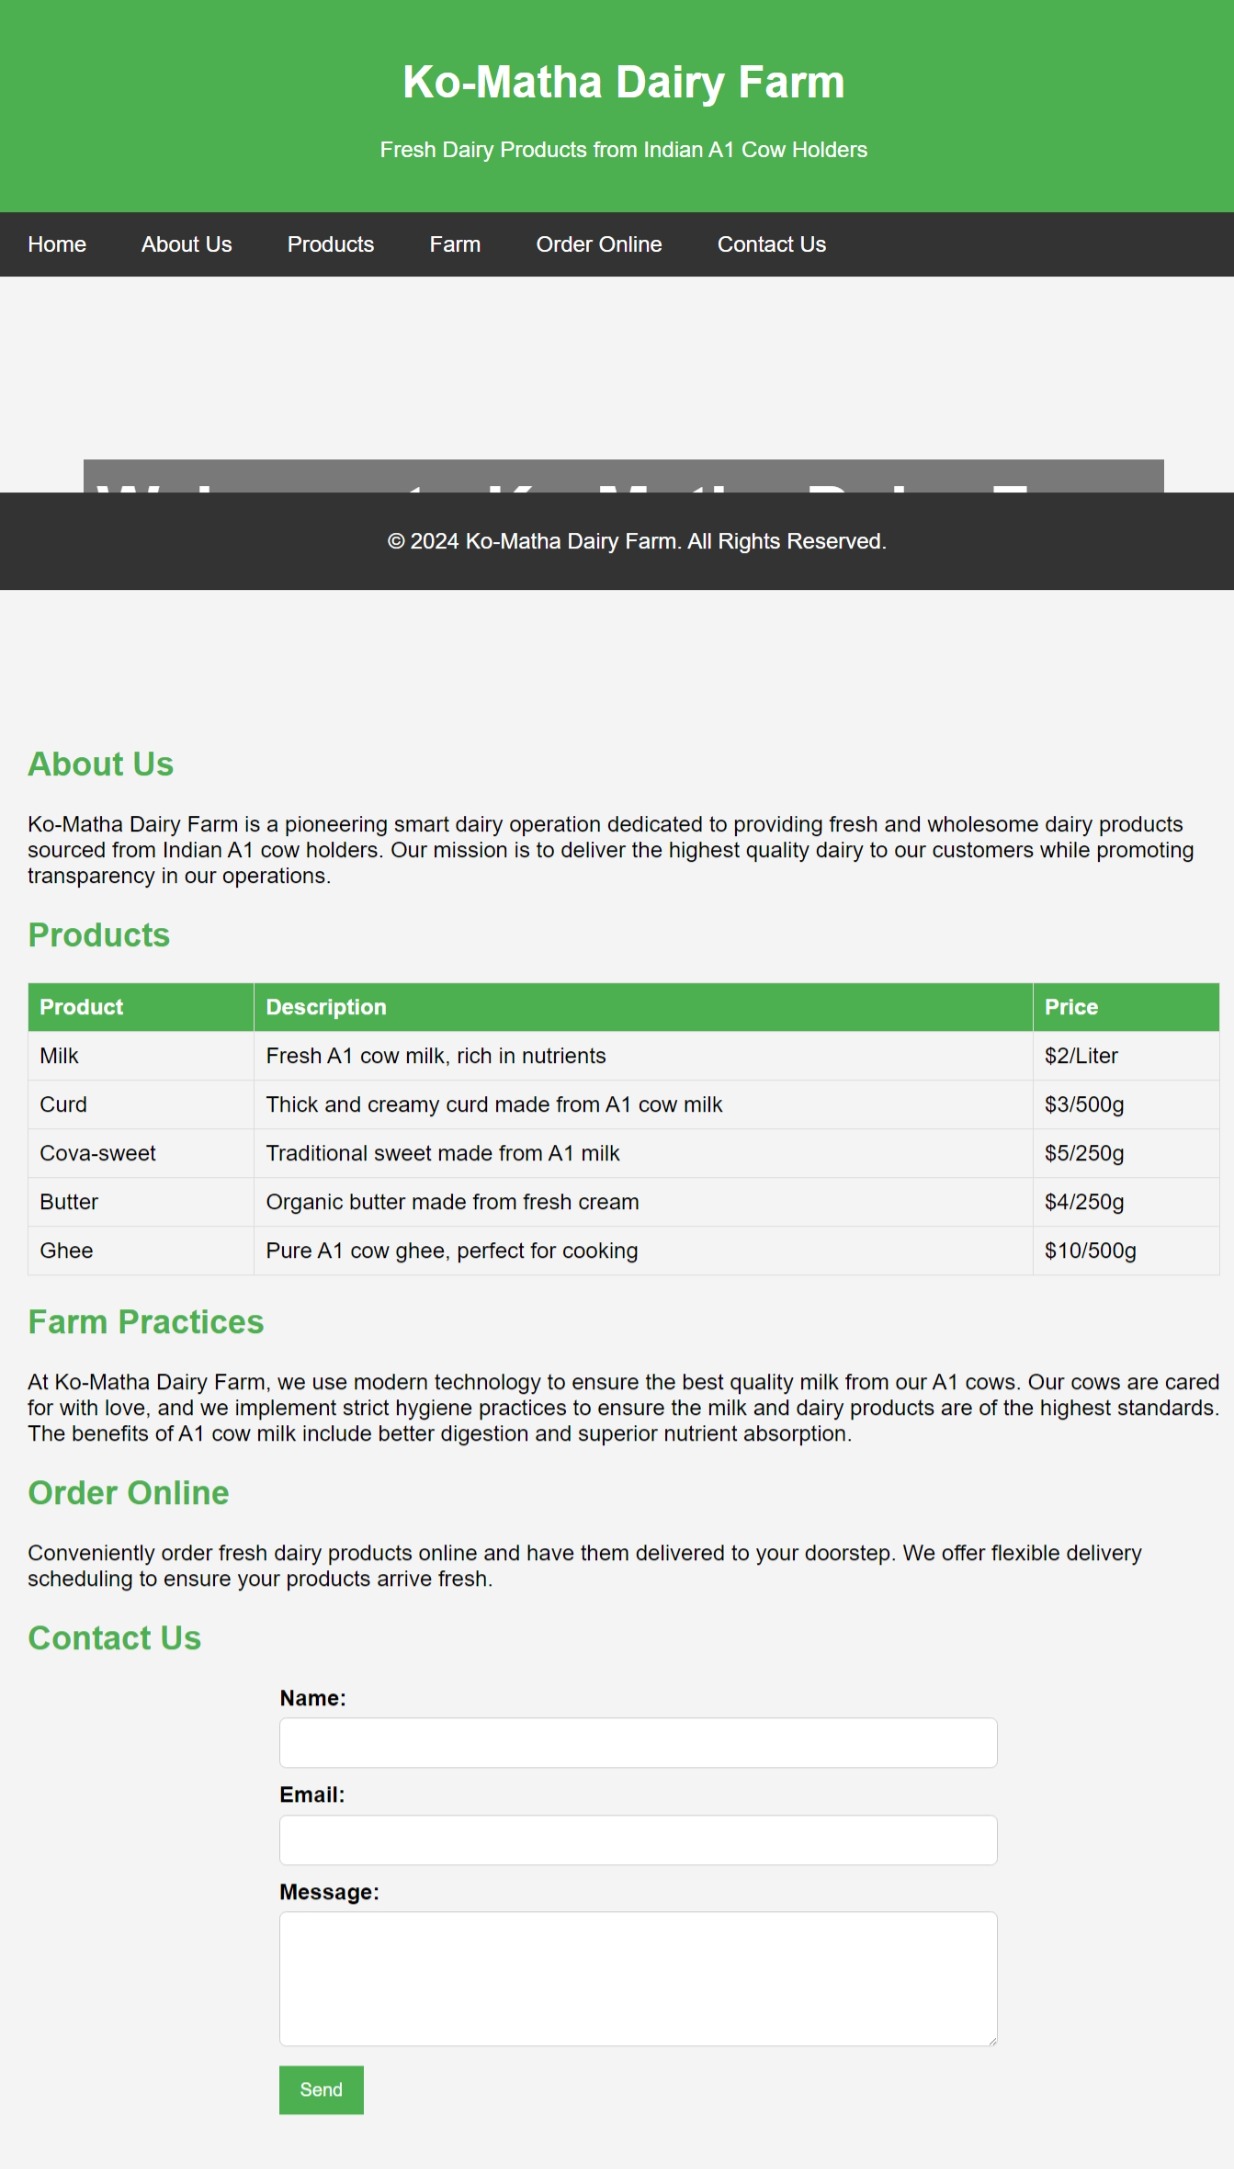 Ko-Matha Dairy Farm
Fresh Dairy Products from Indian A1 Cow Holders
Home About Us Products Farm Order Online Contact Us
© 2024 Ko-Matha Dairy Farm. All Rights Reserved.
About Us
Ko-Matha Dairy Farm is a pioneering smart dairy operation dedicated to providing fresh and wholesome dairy products
sourced from Indian A1 cow holders. Our mission is to deliver the highest quality dairy to our customers while promoting
transparency in our operations.
Products
Product Description Price
Milk Fresh A1 cow milk, rich in nutrients $2/Liter
Curd Thick and creamy curd made from A1 cow milk $3/500g
Cova-sweet Traditional sweet made from A1 milk $5/250g
Butter Organic butter made from fresh cream $4/250g
Ghee Pure A1 cow ghee, perfect for cooking $10/500g
Farm Practices
At Ko-Matha Dairy Farm, we use modern technology to ensure the best quality milk from our A1 cows. Our cows are cared
for with love, and we implement strict hygiene practices to ensure the milk and dairy products are of the highest standards.
The benefits of A1 cow milk include better digestion and superior nutrient absorption.
Order Online
Conveniently order fresh dairy products online and have them delivered to your doorstep. We offer flexible delivery
scheduling to ensure your products arrive fresh.
Contact Us
Name:
Email:
Message:
Send